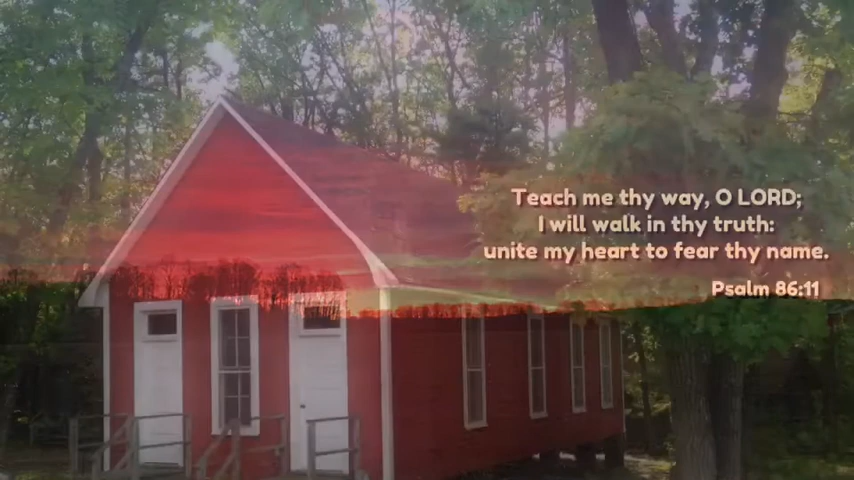 Teach me thy way, O LORD;
I will walk in thy truth:
unite my heart to fear thy name.
Psalm 86:11